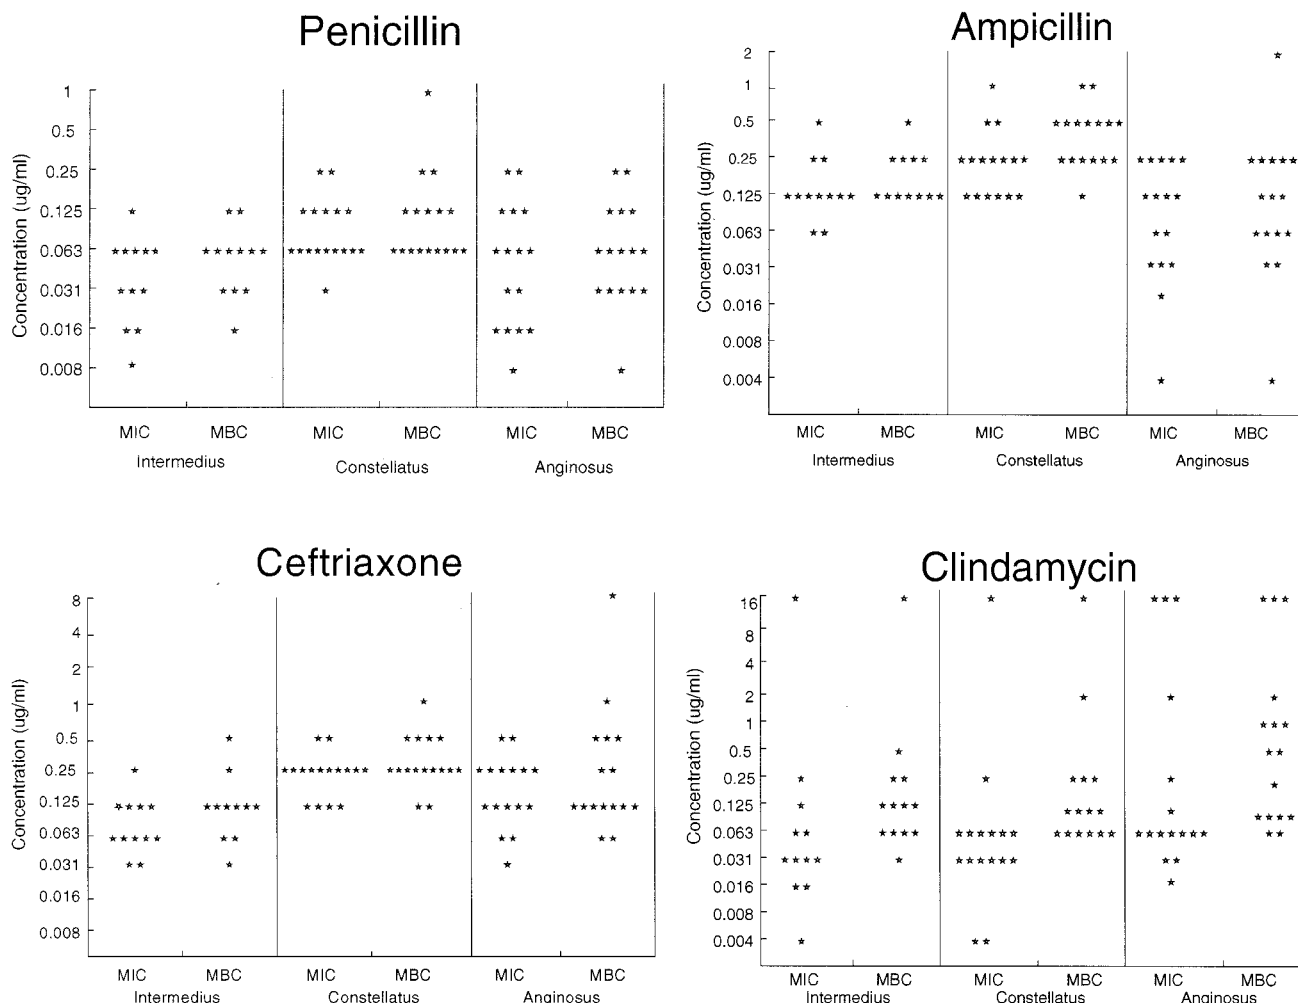 Penicillin
Concentration (ug/ml)
1
0.5
0.25
0.125
0.063
0.031
0.016
0.008
MIC MBC MIC MBC MIC MBC
Intermedius Constellatus Anginosus
Ampicillin
Concentration (ug/ml)
2
1
0.5
0.25
0.125
0.063
0.031
0.016
0.008
0.004
MIC MBC MIC MBC MIC MBC
Intermedius Constellatus Anginosus
Ceftriaxone
Concentration (ug/ml)
8
4
2
1
0.5
0.25
0.125
0.063
0.031
0.016
0.008
MIC MBC MIC MBC MIC MBC
Intermedius Constellatus Anginosus
Clindamycin
Concentration (ug/ml)
16
8
4
2
1
0.5
0.25
0.125
0.063
0.031
0.016
0.008
0.004
MIC MBC MIC MBC MIC MBC
Intermedius Constellatus Anginosus